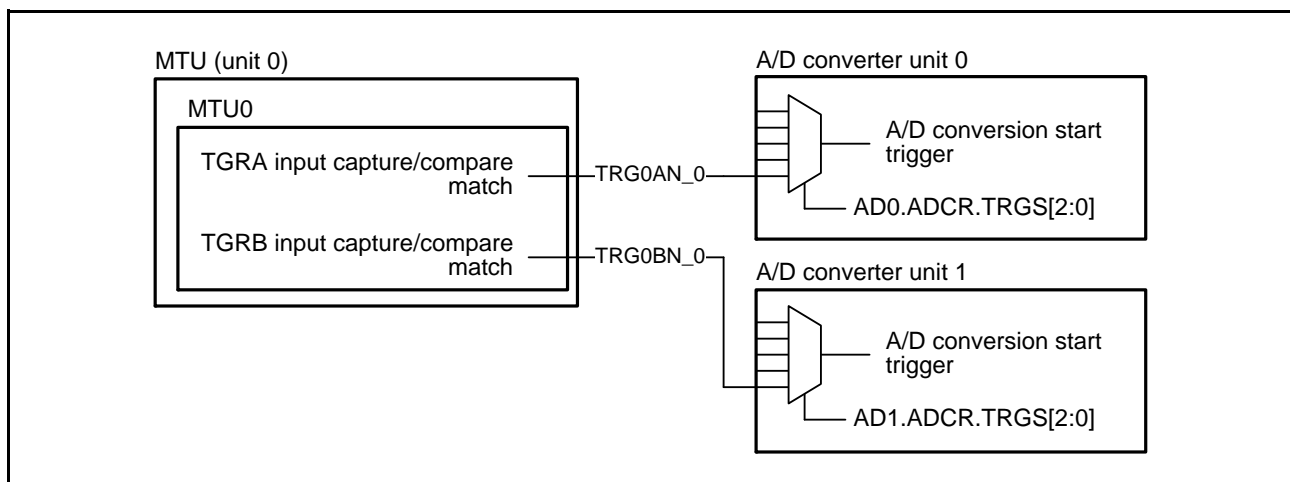 MTU (unit 0)
MTU0
TGRA input capture/compare
match
TGRB input capture/compare
match
TRG0AN_0
TRG0BN_0
A/D converter unit 0
A/D conversion start
trigger
AD0.ADCR.TRGS[2:0]
A/D converter unit 1
A/D conversion start
trigger
AD1.ADCR.TRGS[2:0]